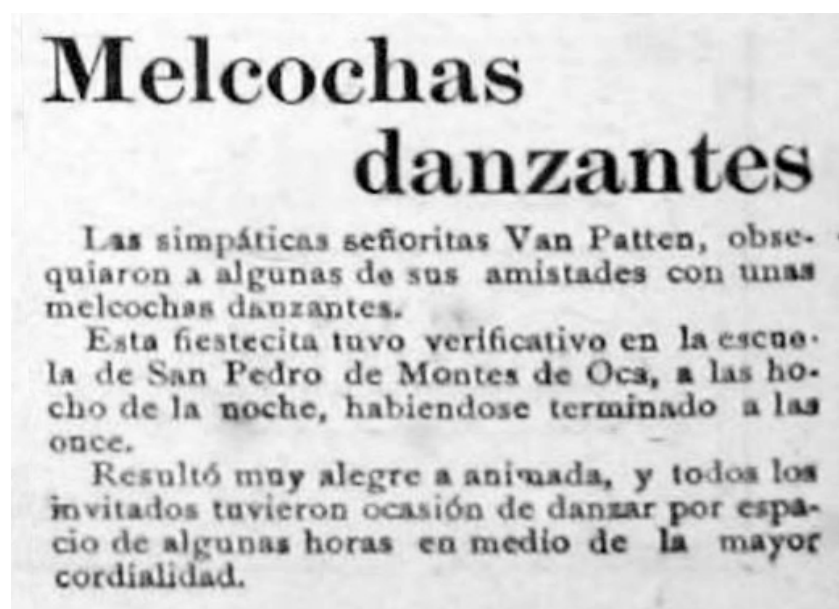 Melcochas
danzantes
Las simpáticas señoritas Van Patten, obse-
quiaron a algunas de sus amistades con unas
melcochas danzantes.
Esta fiestecita tuvo verificativo en la escue-
la de San Pedro de Montes de Oca, a las ho-
cho de la noche, habiendose terminado a las
once.
Resultó muy alegre a animada, y todos los
invitados tuvieron ocasión de danzar por espa-
cio de algunas horas en medio de la mayor
cordialidad.